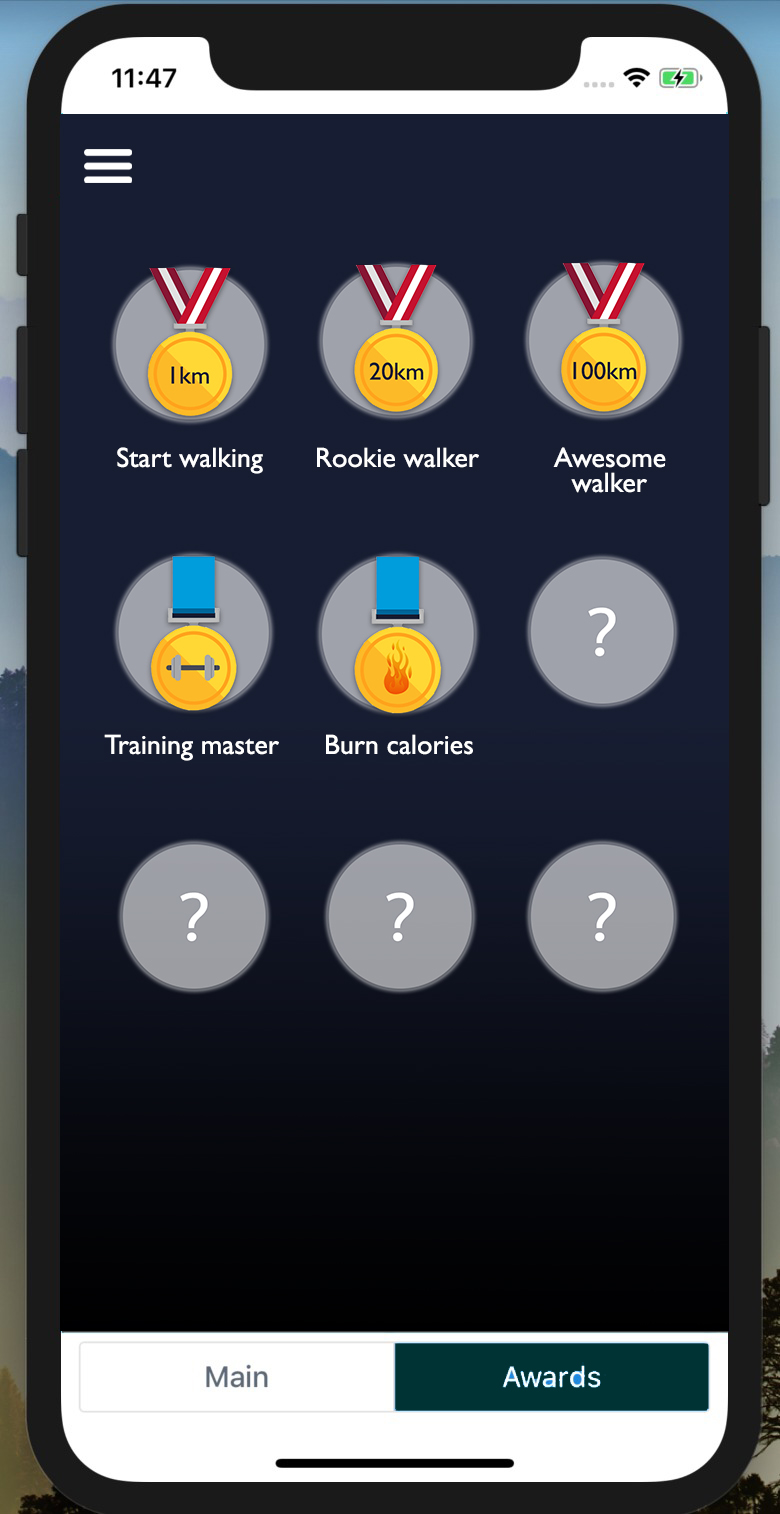 11:47
1km
20km
100km
Start walking
Rookie walker
Awesome
walker
?
Training master
Burn calories
?
?
?
Main
Awards